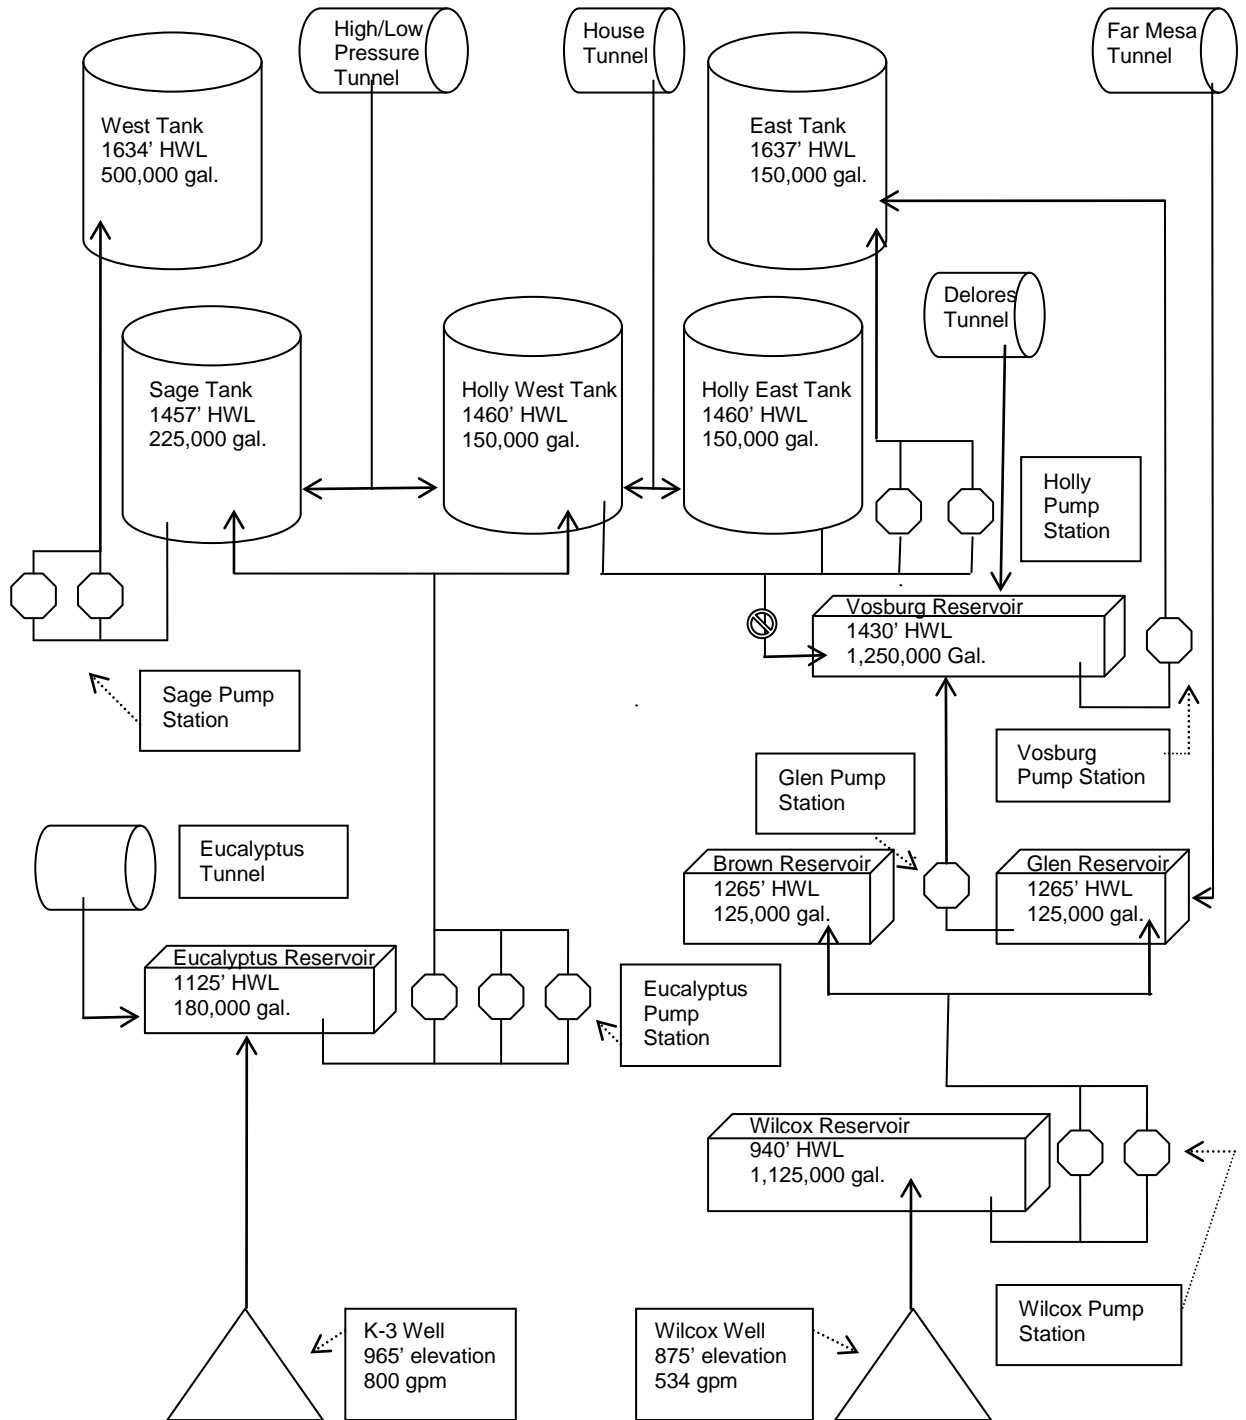 High/Low
Pressure
Tunnel
House
Tunnel
Far Mesa
Tunnel
West Tank
1634' HWL
500,000 gal.
East Tank
1637' HWL
150,000 gal.
Delores
Tunnel
Sage Tank
1457' HWL
225,000 gal.
Holly West Tank
1460' HWL
150,000 gal.
Holly East Tank
1460' HWL
150,000 gal.
Holly
Pump
Station
Vosburg Reservoir
1430' HWL
1,250,000 Gal.
Sage Pump
Station
Vosburg
Pump Station
Glen Pump
Station
Eucalyptus
Tunnel
Brown Reservoir
1265' HWL
125,000 gal.
Glen Reservoir
1265' HWL
125,000 gal.
Eucalyptus Reservoir
1125' HWL
180,000 gal.
Eucalyptus
Pump
Station
Wilcox Reservoir
940' HWL
1,125,000 gal.
K-3 Well
965' elevation
800 gpm
Wilcox Well
875' elevation
534 gpm
Wilcox Pump
Station